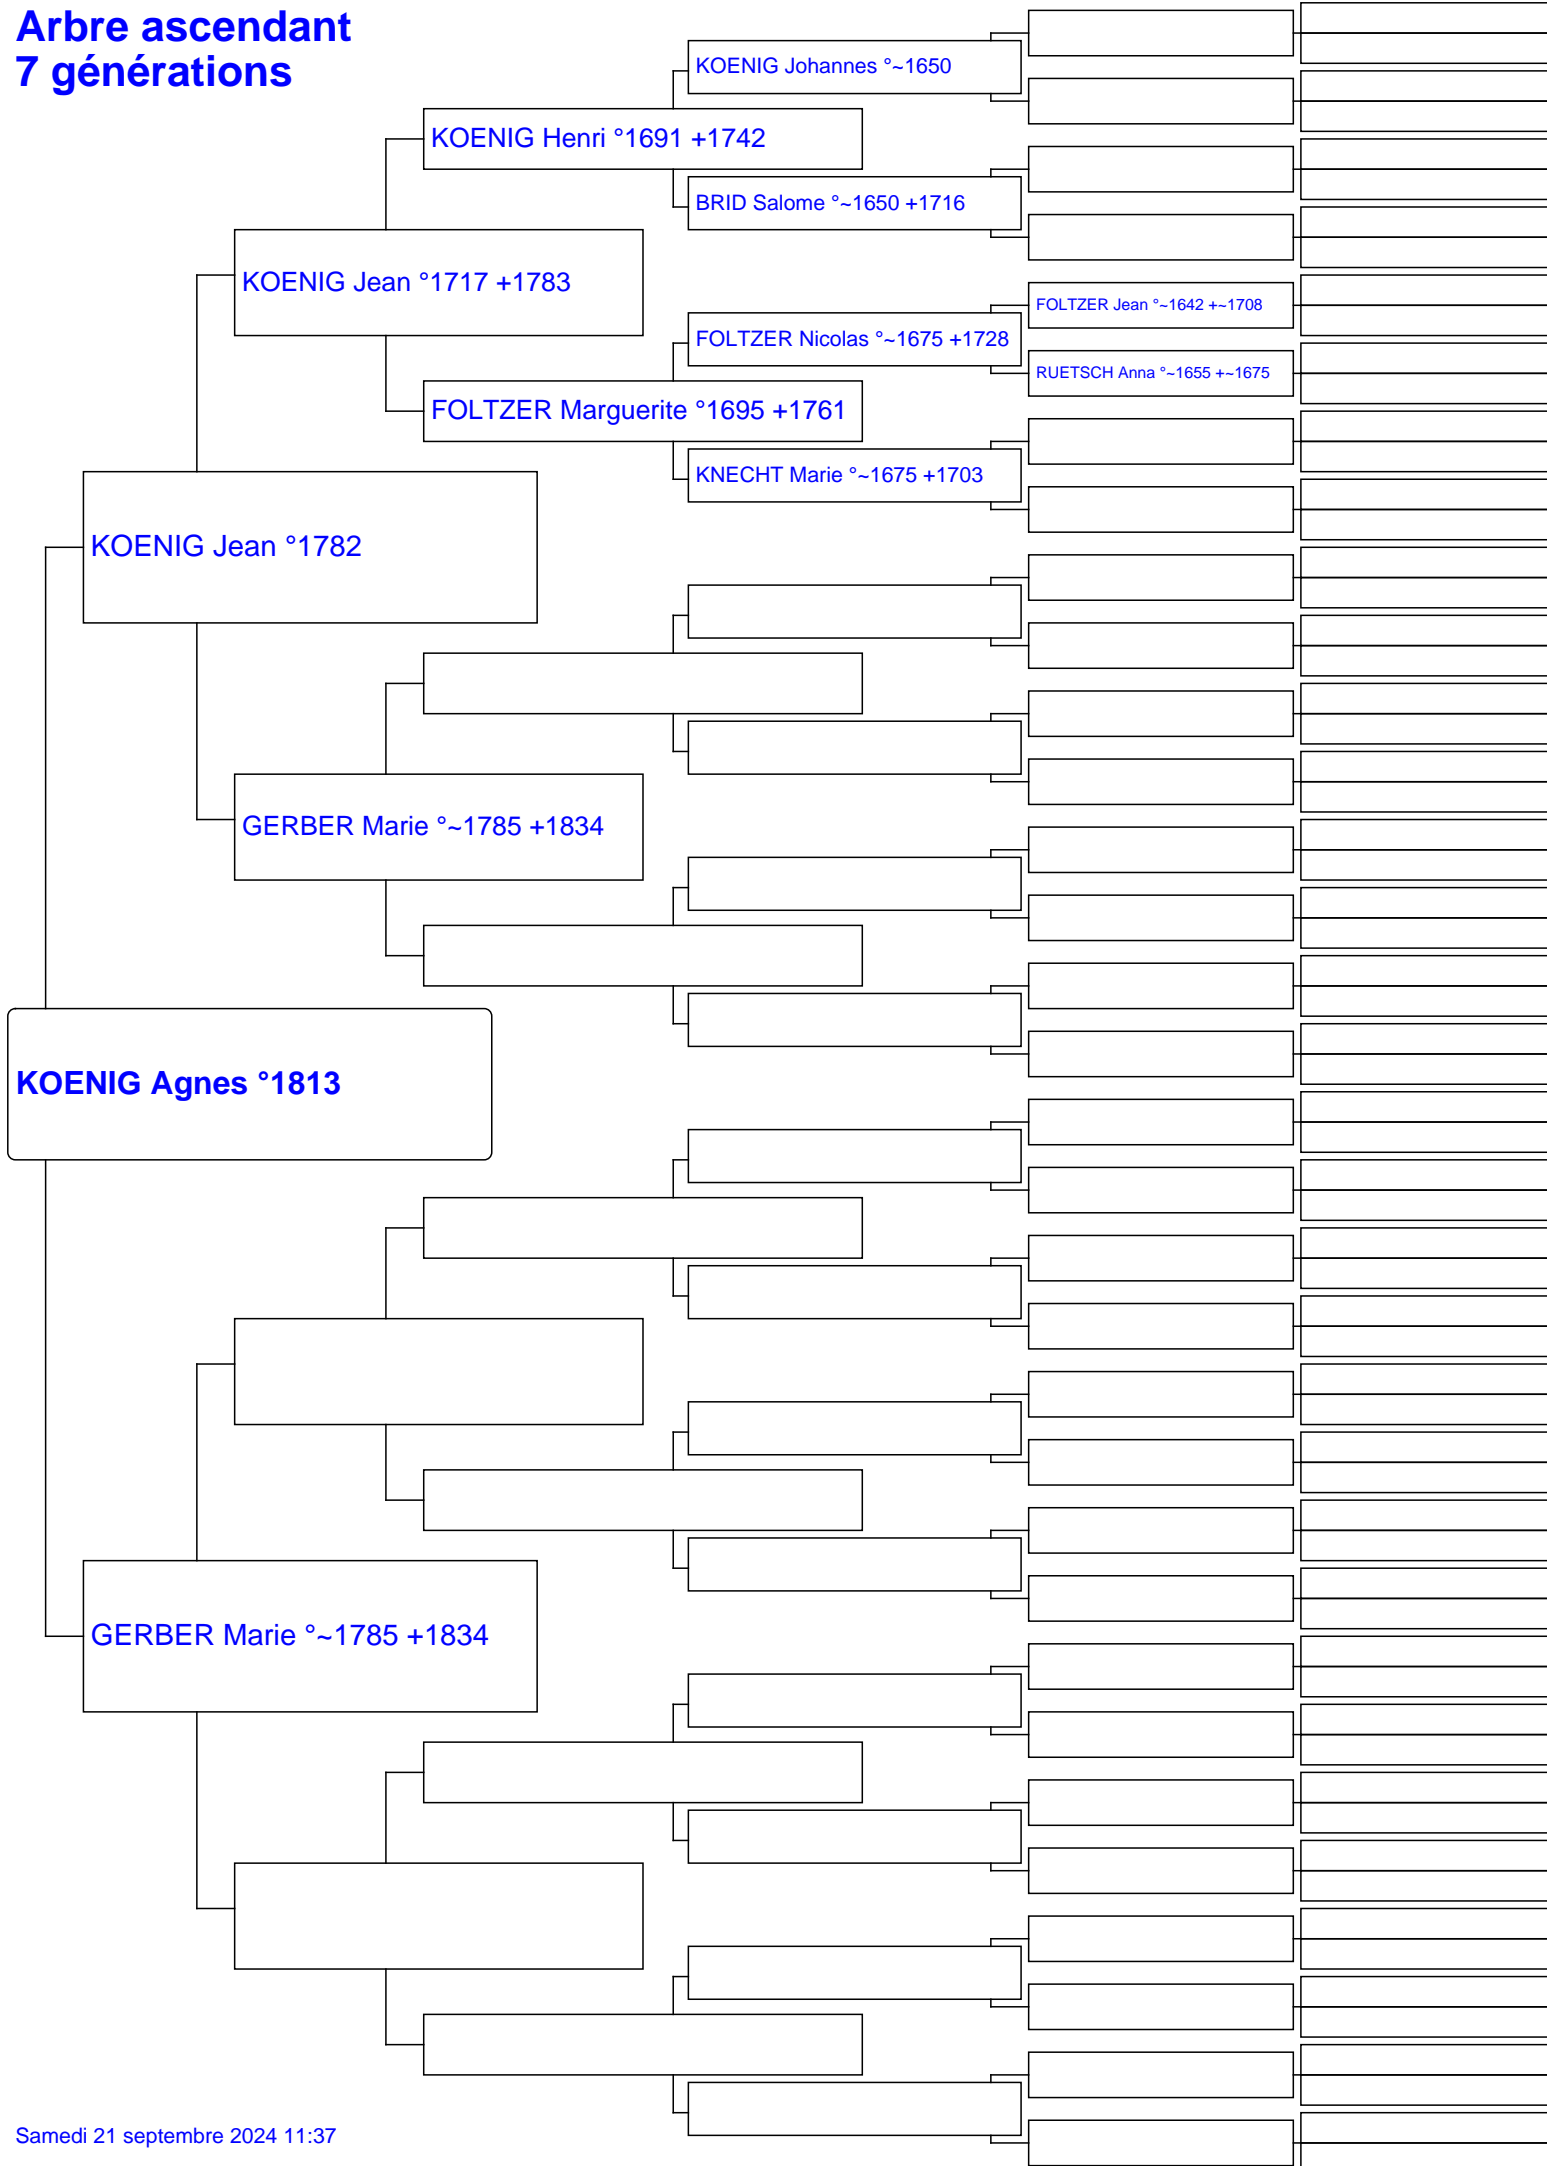 Arbre ascendant
7 générations
KOENIG Johannes °~1650
KOENIG Henri °1691 +1742
BRID Salome °~1650 +1716
KOENIG Jean °1717 +1783
FOLTZER Jean °~1642 +~1708
FOLTZER Nicolas °~1675 +1728
RUETSCH Anna °~1655 +~1675
FOLTZER Marguerite °1695 +1761
KNECHT Marie °~1675 +1703
KOENIG Jean °1782
GERBER Marie °~1785 +1834
KOENIG Agnes °1813
GERBER Marie °~1785 +1834
Samedi 21 septembre 2024 11:37